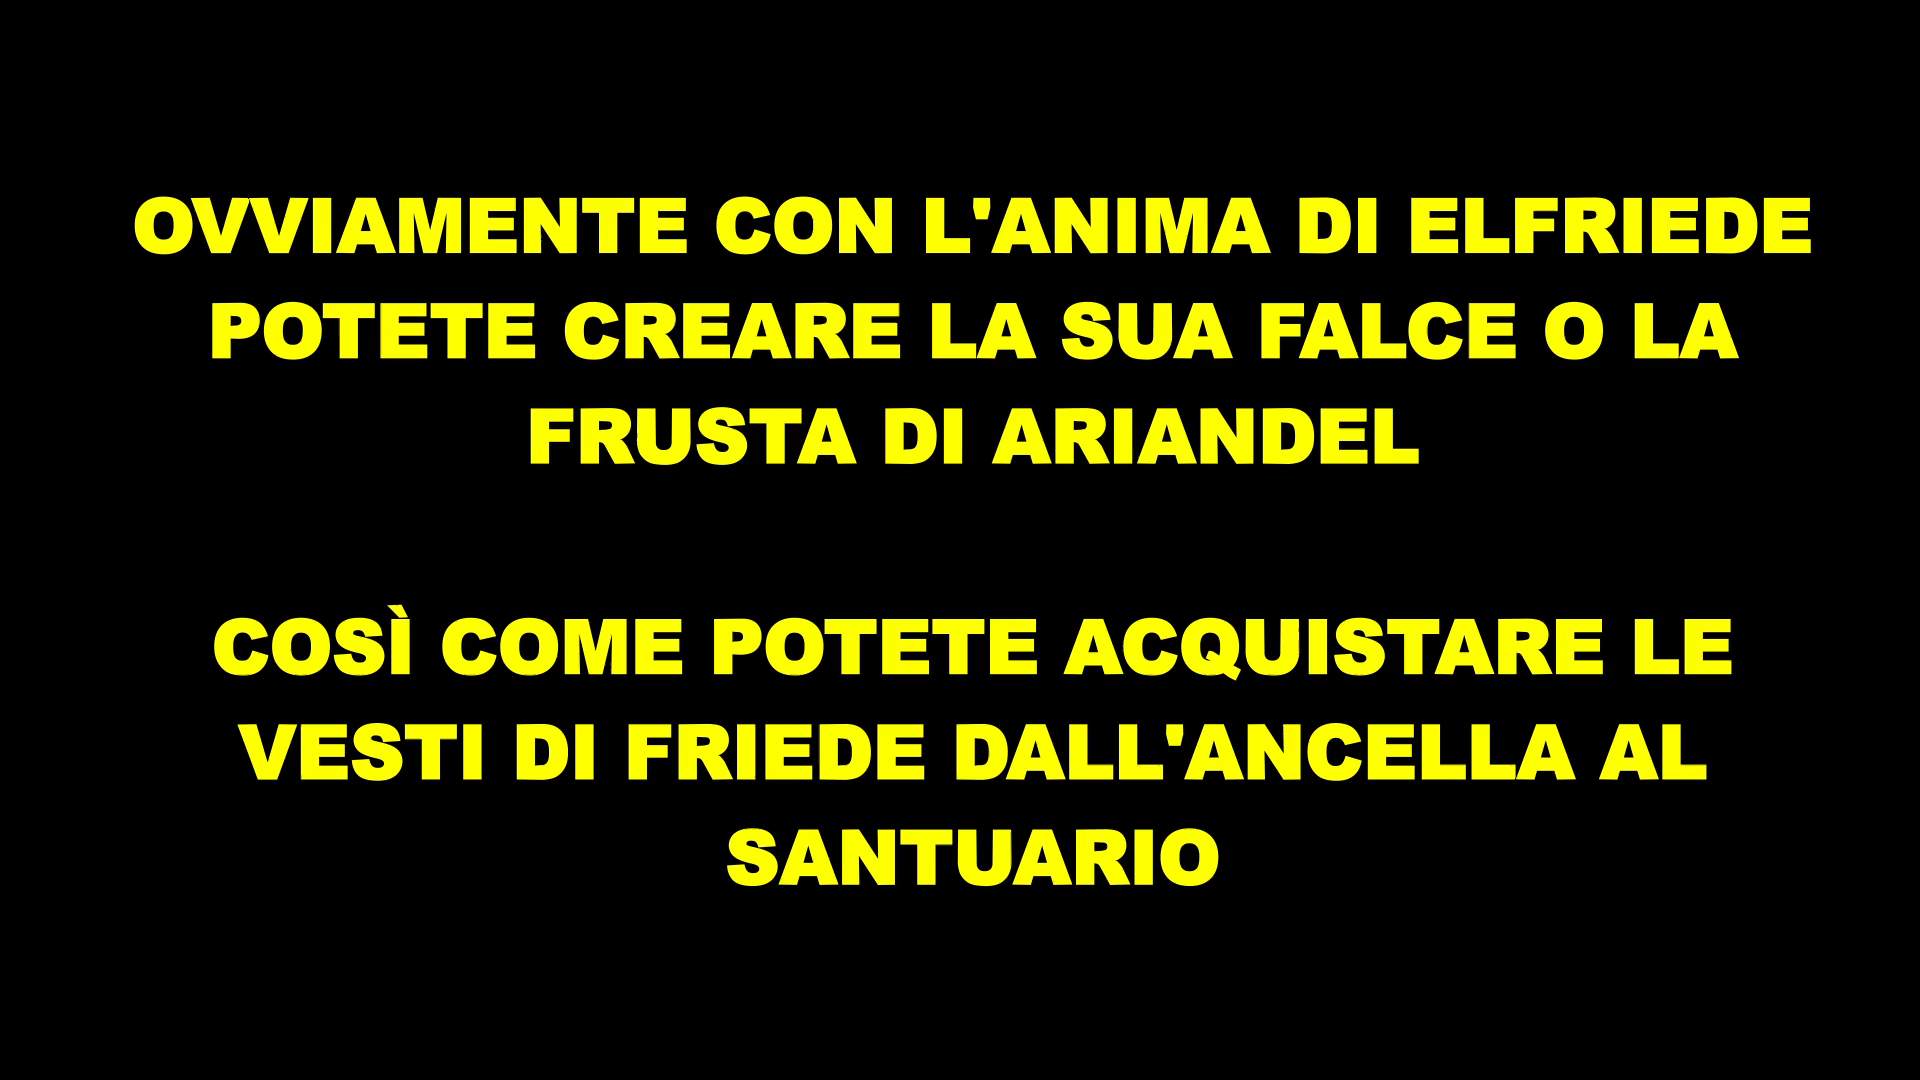 OVVIAMENTE CON L'ANIMA DI ELFRIEDE
POTETE CREARE LA SUA FALCE O LA
FRUSTA DI ARIANDEL
COSÌ COME POTETE ACQUISTARE LE
VESTI DI FRIEDE DALL'ANCELLA AL
SANTUARIO